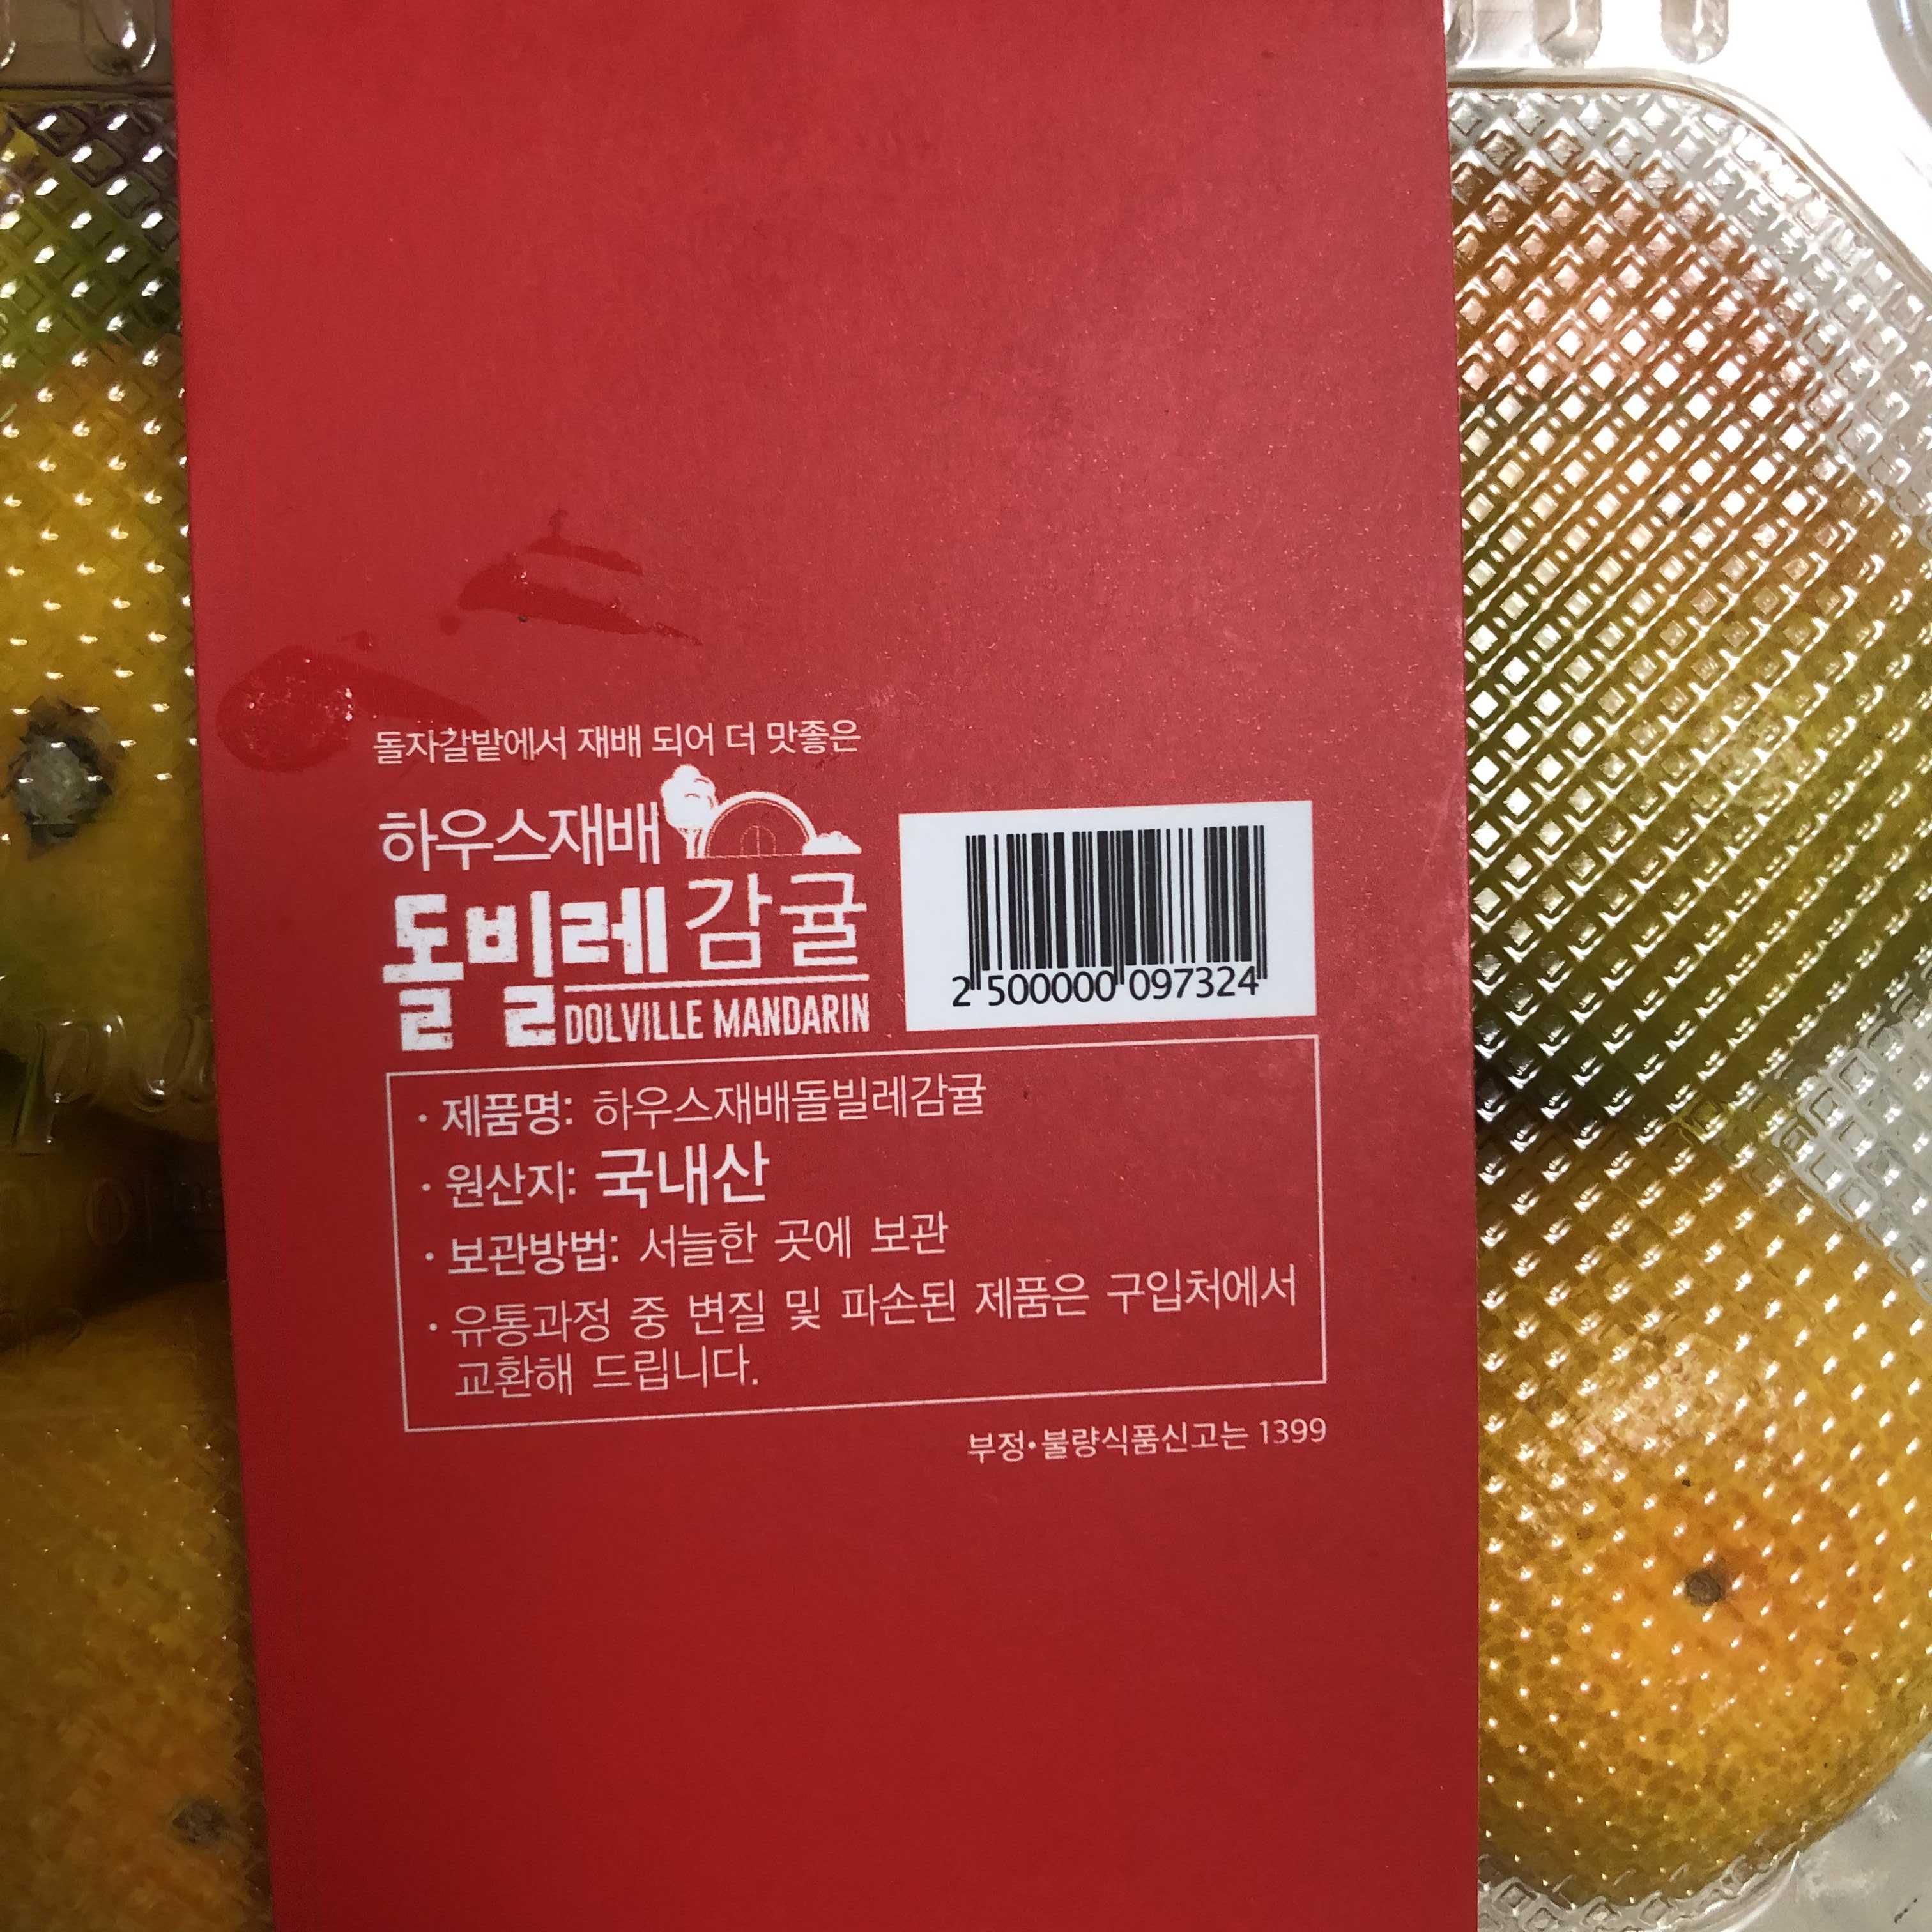 돌자갈밭에서 재배 되어 더 맛좋은
하우스재배
돌빌레 감귤
DOLVILLE MANDARIN
2 500000 097324
· 제품명: 하우스재배돌빌레감귤
· 원산지: 국내산
· 보관방법: 서늘한 곳에 보관
· 유통과정 중 변질 및 파손된 제품은 구입처에서
교환해 드립니다.
부정•불량식품신고는 1399